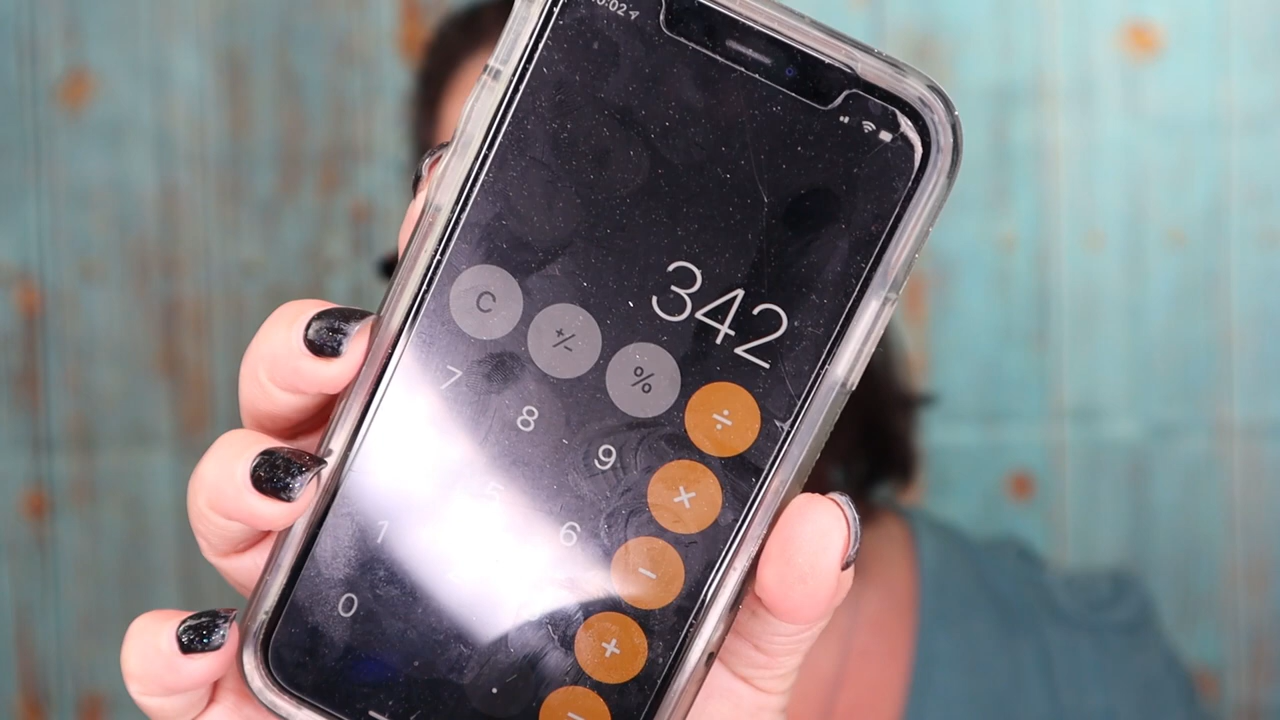 342
C +/- % ÷
7 8 9 ×
5 6 -
1 +
0 . =